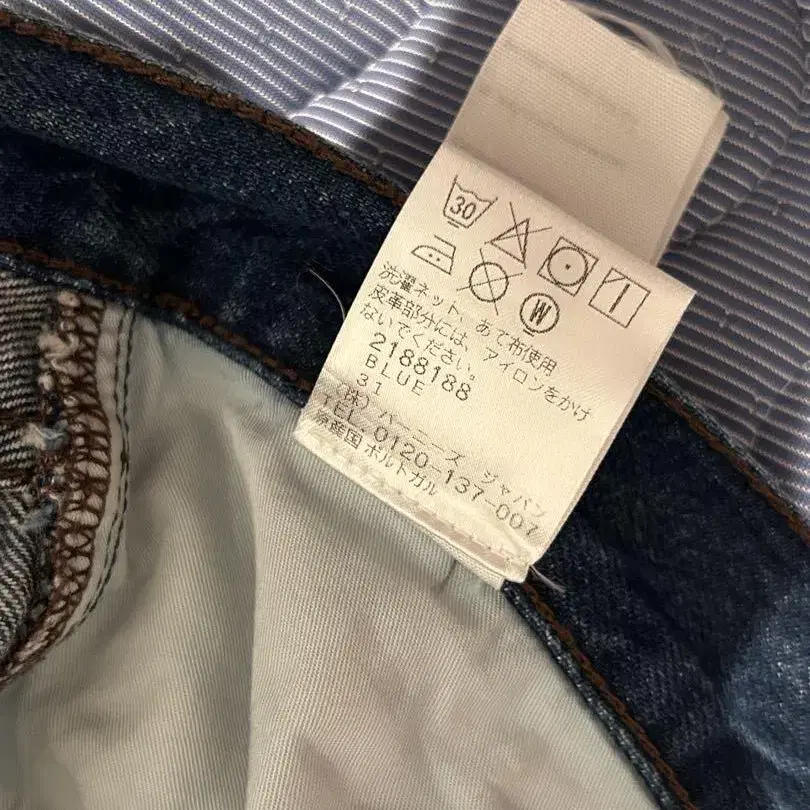 30
W
洗濯ネット、あて布使用
皮革部分には、アイロンをかけ
ないでください。
2188188
BLUE
31
(株) バーニーズ ジャパン
TEL.0120-137-007
原産国 ポルトガル